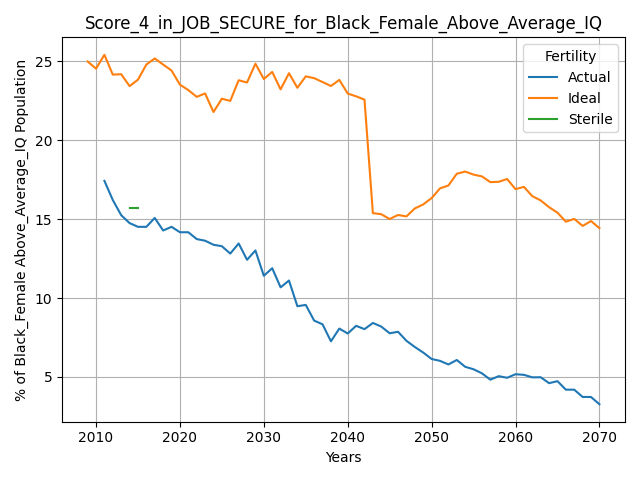 Score_4_in_JOB_SECURE_for_Black_Female_Above_Average_IQ
% of Black_Female Above_Average_IQ Population
25
20
15
10
5
Fertility
Actual
Ideal
Sterile
2010 2020 2030 2040 2050 2060 2070
Years